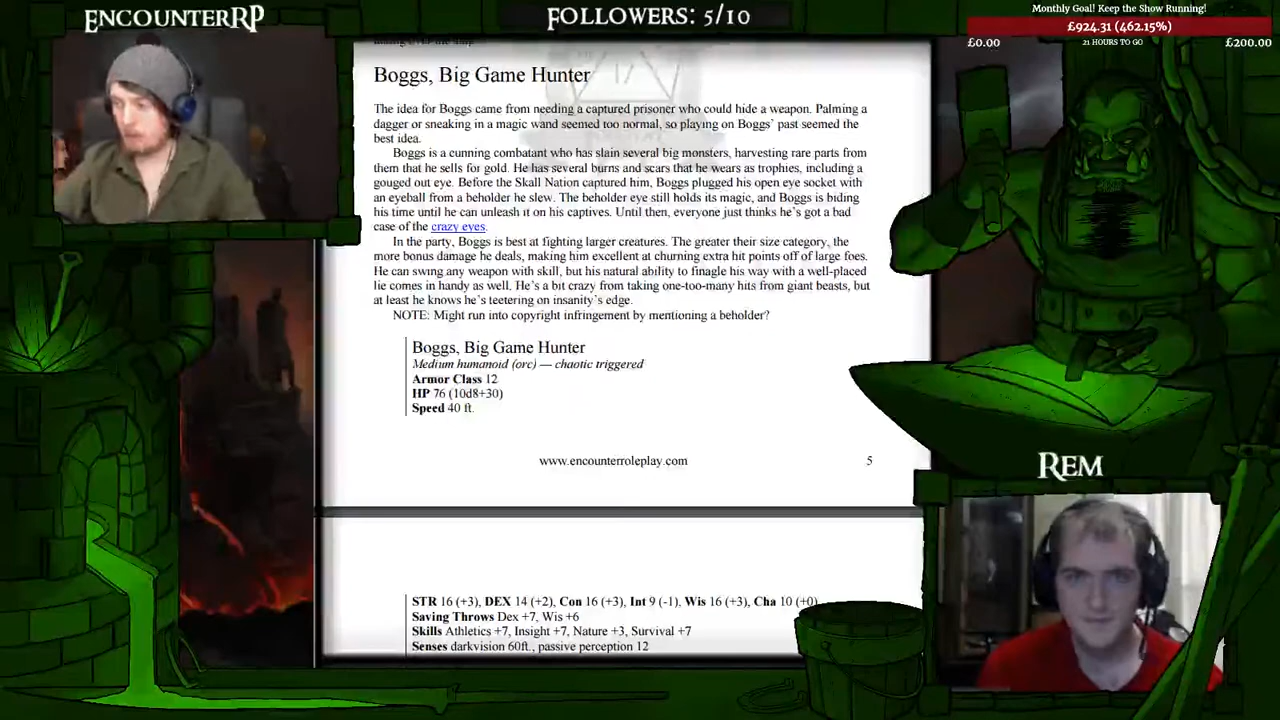 EncounterRP
Followers: 5/10
Monthly Goal! Keep the Show Running!
£924.31 (462.15%)
£0.00
21 HOURS TO GO
£200.00
Boggs, Big Game Hunter
The idea for Boggs came from needing a captured prisoner who could hide a weapon. Palming a
dagger or sneaking in a magic wand seemed too normal, so playing on Boggs' past seemed the
best idea.
Boggs is a cunning combatant who has slain several big monsters, harvesting rare parts from
them that he sells for gold. He has several burns and scars that he wears as trophies, including a
gouged out eye. Before the Skall Nation captured him, Boggs plugged his open eye socket with
an eyeball from a beholder he slew. The beholder eye still holds its magic, and Boggs is biding
his time until he can unleash it on his captives. Until then, everyone just thinks he's got a bad
case of the crazy eyes.
In the party, Boggs is best at fighting larger creatures. The greater their size category, the
more bonus damage he deals, making him excellent at churning extra hit points off of large foes.
He can swing any weapon with skill, but his natural ability to finagle his way with a well-placed
lie comes in handy as well. He's a bit crazy from taking one-too-many hits from giant beasts, but
at least he knows he's teetering on insanity's edge.
NOTE: Might run into copyright infringement by mentioning a beholder?
Boggs, Big Game Hunter
Medium humanoid (orc) — chaotic triggered
Armor Class 12
HP 76 (10d8+30)
Speed 40 ft.
www.encounterroleplay.com
5
Rem
STR 16 (+3), DEX 14 (+2), Con 16 (+3), Int 9 (-1), Wis 16 (+3), Cha 10 (+0)
Saving Throws Dex +7, Wis +6
Skills Athletics +7, Insight +7, Nature +3, Survival +7
Senses darkvision 60ft., passive perception 12